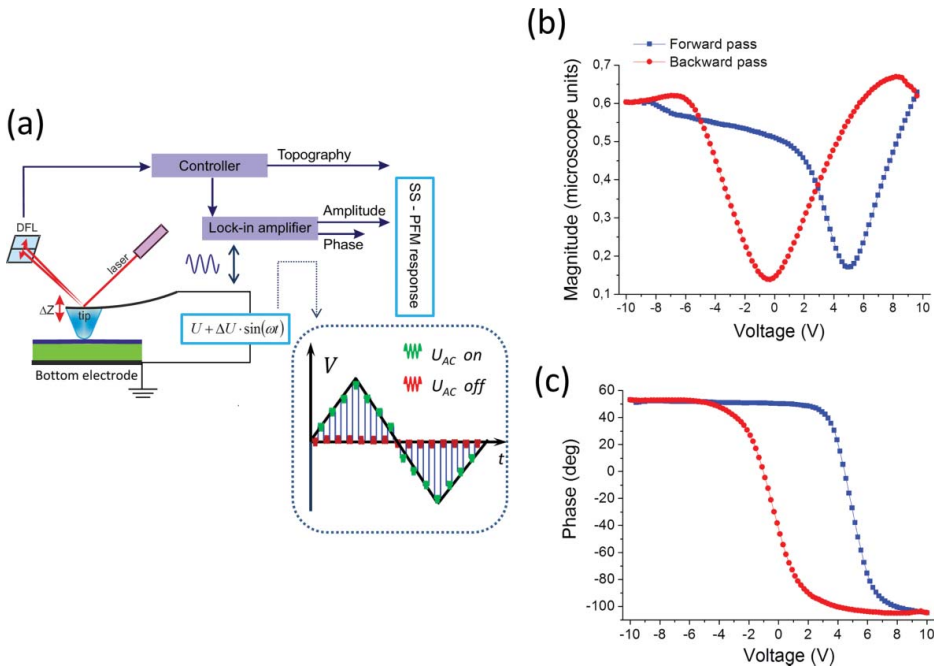 (a)
Controller
Topography
DFL
laser
Lock-in amplifier
Amplitude
Phase
SS - PFM response
ΔZ
tip
U + ΔU · sin(ωt)
Bottom electrode
V
U_AC on
U_AC off
t
(b)
Forward pass
Backward pass
Magnitude (microscope units)
0,7
0,6
0,5
0,4
0,3
0,2
0,1
-10 -8 -6 -4 -2 0 2 4 6 8 10
Voltage (V)
(c)
Phase (deg)
60
40
20
0
-20
-40
-60
-80
-100
-10 -8 -6 -4 -2 0 2 4 6 8 10
Voltage (V)